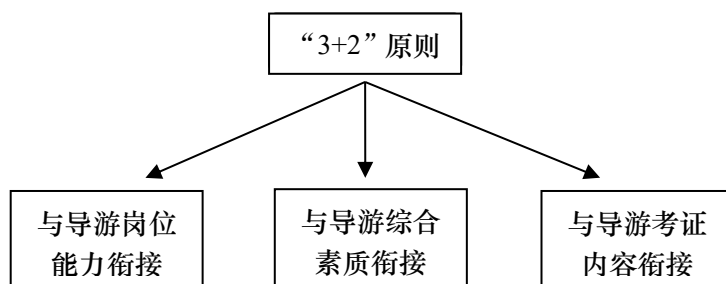 “3+2”原则
与导游岗位
能力衔接
与导游综合
素质衔接
与导游考证
内容衔接